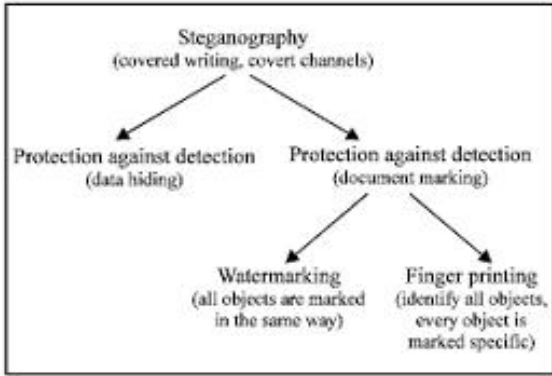 Steganography
(covered writing, covert channels)
Protection against detection
(data hiding)
Protection against detection
(document marking)
Watermarking
(all objects are marked
in the same way)
Finger printing
(identify all objects,
every object is
marked specific)